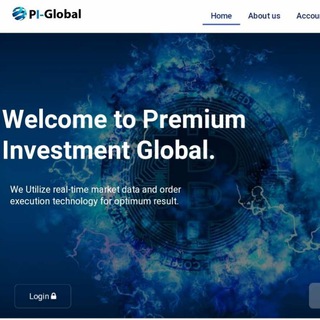 PI-Global
Home About us Accou
Welcome to Premium
Investment Global.
We Utilize real-time market data and order
execution technology for optimum result.
Login